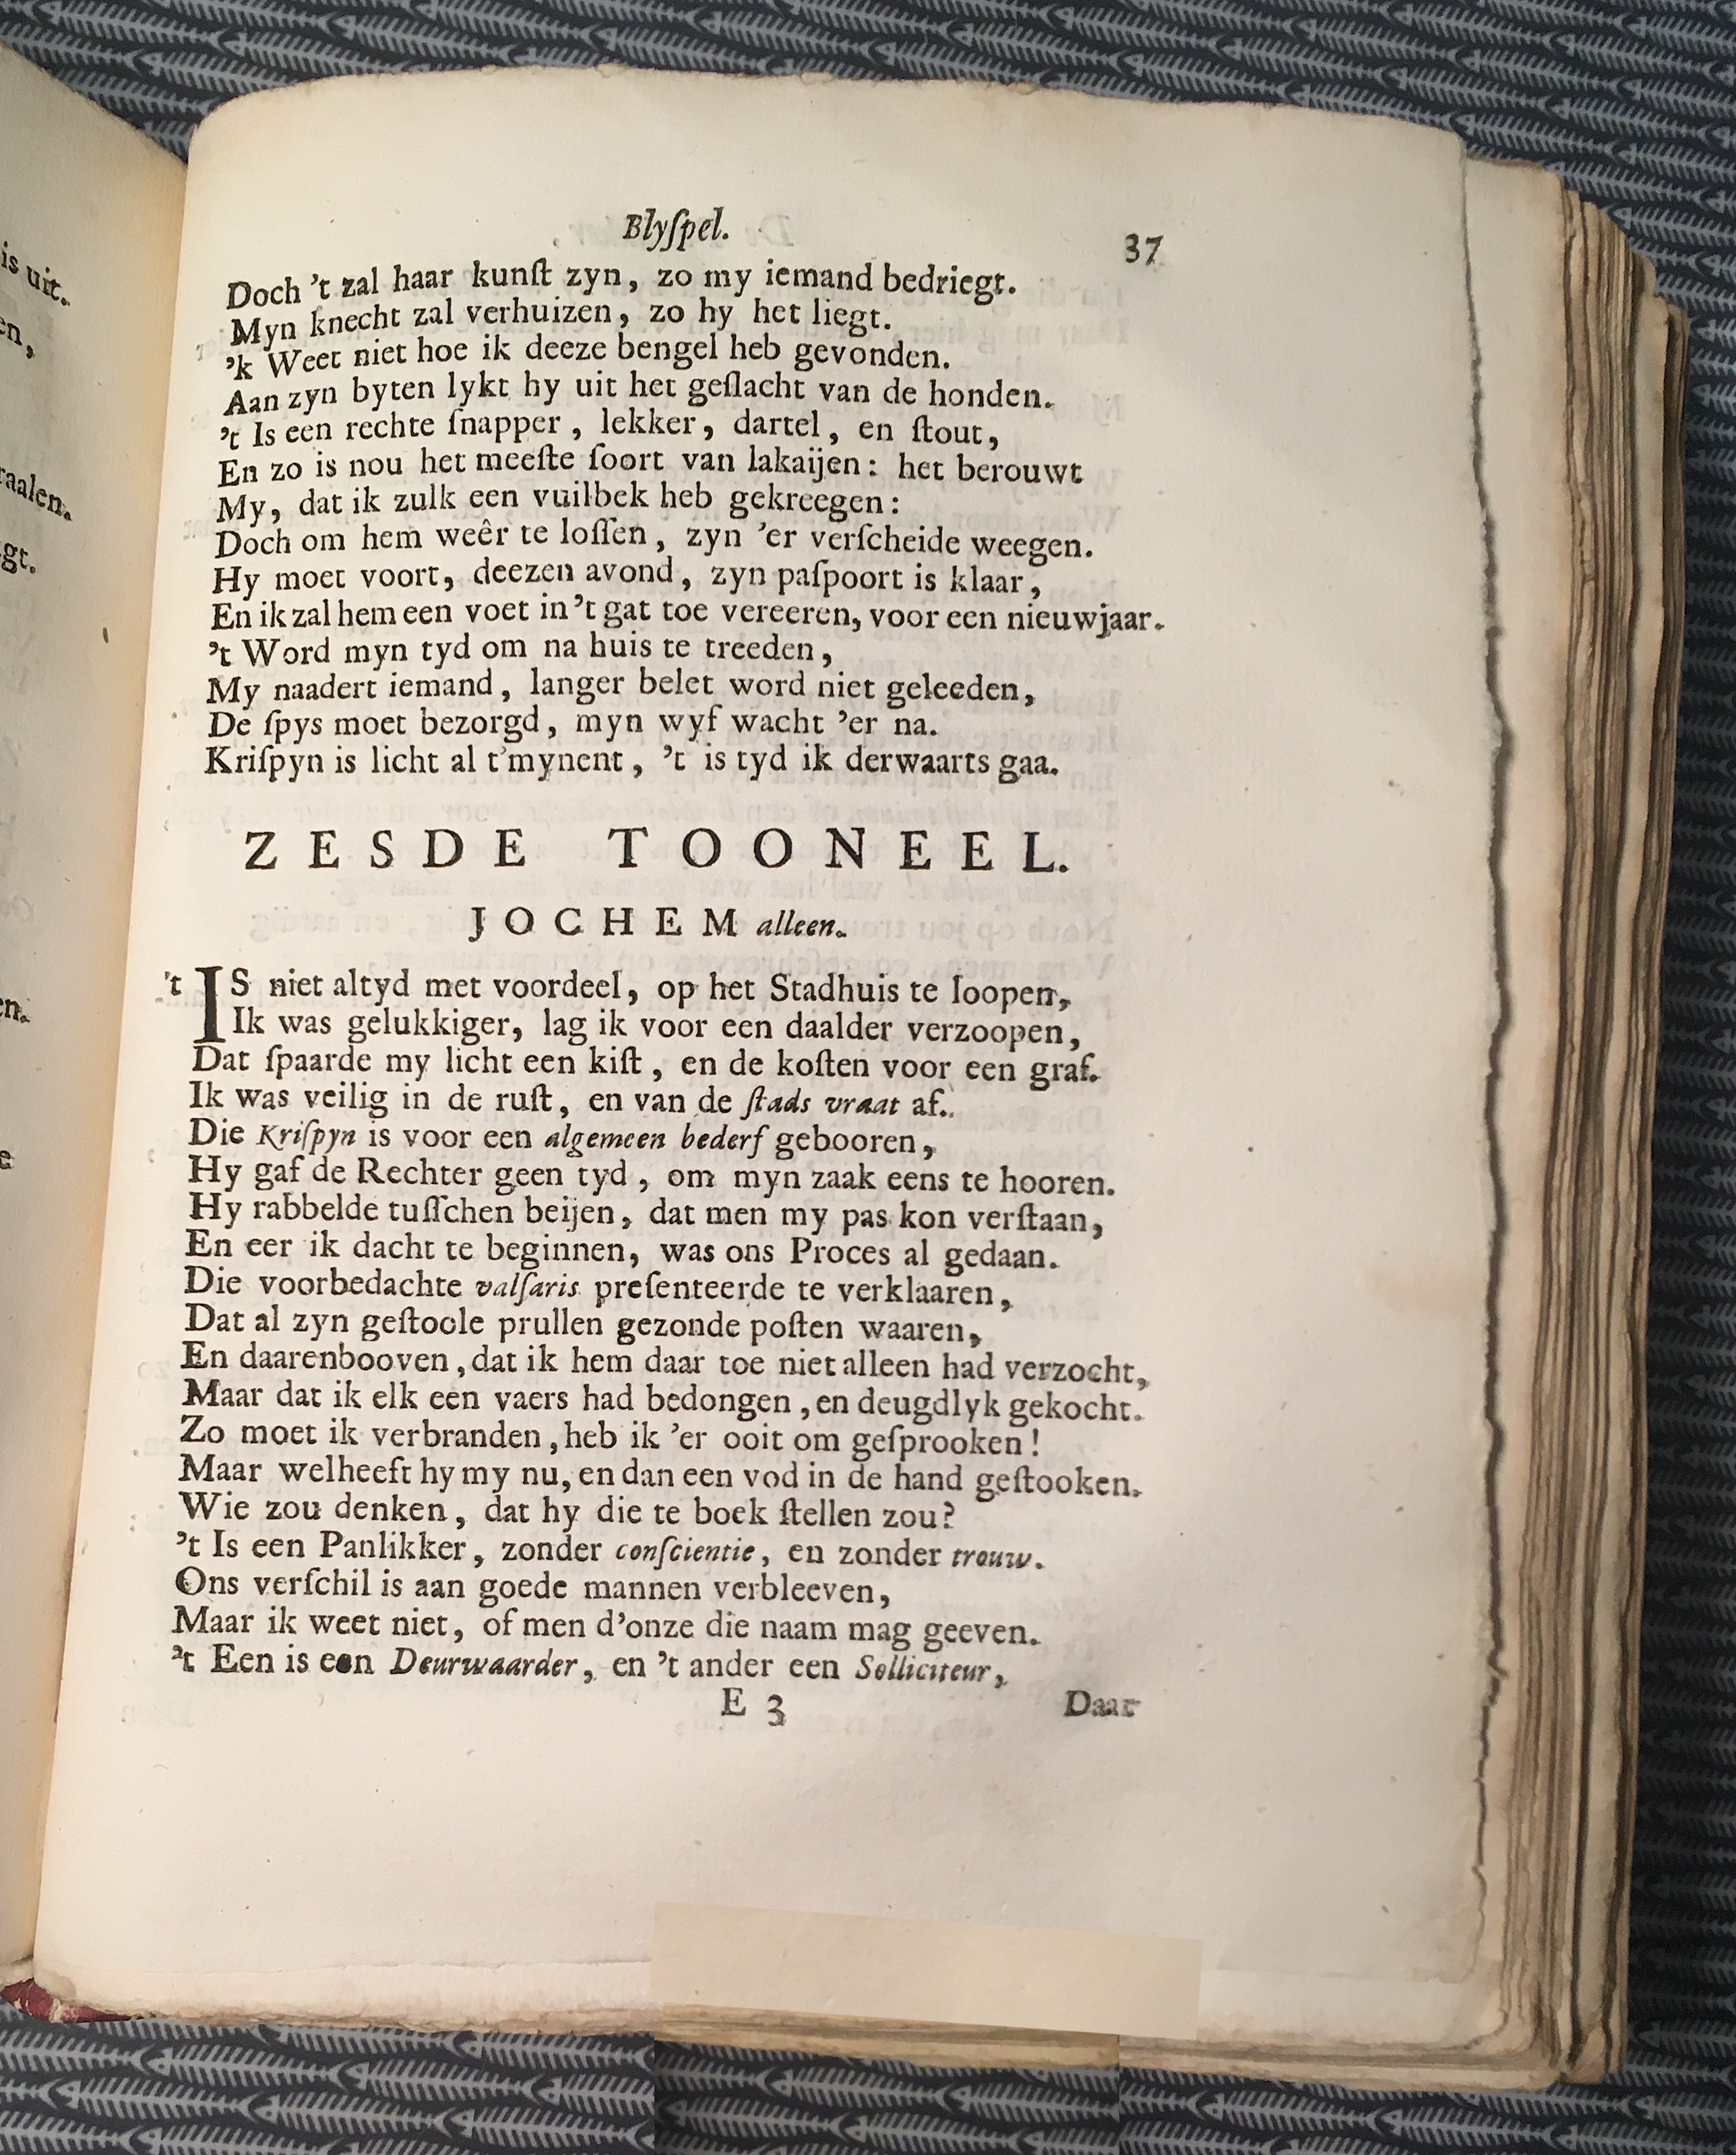 is uit.
en,
raalen.
gt.
en.
e
Blyſpel.
37
Doch 't zal haar kunſt zyn, zo my iemand bedriegt.
Myn knecht zal verhuizen, zo hy het liegt.
'k Weet niet hoe ik deeze bengel heb gevonden.
Aan zyn byten lykt hy uit het geſlacht van de honden.
't Is een rechte ſnapper, lekker, dartel, en ſtout,
En zo is nou het meeſte ſoort van lakaijen: het berouwt
My, dat ik zulk een vuilbek heb gekreegen:
Doch om hem weêr te loſſen, zyn 'er verſcheide weegen.
Hy moet voort, deezen avond, zyn paſpoort is klaar,
En ik zal hem een voet in 't gat toe vereeren, voor een nieuwjaar.
't Word myn tyd om na huis te treeden,
My naadert iemand, langer belet word niet geleeden,
De ſpys moet bezorgd, myn wyf wacht 'er na.
Kriſpyn is licht al t'mynent, 't is tyd ik derwaarts gaa.
ZESDE TOONEEL.
JOCHEM alleen.
't IS niet altyd met voordeel, op het Stadhuis te loopen,
Ik was gelukkiger, lag ik voor een daalder verzoopen,
Dat ſpaarde my licht een kiſt, en de koſten voor een graf.
Ik was veilig in de ruſt, en van de ſtads vraat af.
Die Kriſpyn is voor een algemeen bederf gebooren,
Hy gaf de Rechter geen tyd, om myn zaak eens te hooren.
Hy rabbelde tuſſchen beijen, dat men my pas kon verſtaan,
En eer ik dacht te beginnen, was ons Proces al gedaan.
Die voorbedachte valſaris preſenteerde te verklaaren,
Dat al zyn geſtoole prullen gezonde poſten waaren,
En daarenbooven, dat ik hem daar toe niet alleen had verzocht,
Maar dat ik elk een vaers had bedongen, en deugdlyk gekocht.
Zo moet ik verbranden, heb ik 'er ooit om geſprooken!
Maar wel heeft hy my nu, en dan een vod in de hand geſtooken.
Wie zou denken, dat hy die te boek ſtellen zou?
't Is een Panlikker, zonder conſcientie, en zonder trouw.
Ons verſchil is aan goede mannen verbleeven,
Maar ik weet niet, of men d'onze die naam mag geeven.
't Een is een Deurwaarder, en 't ander een Solliciteur,
E 3 Daar